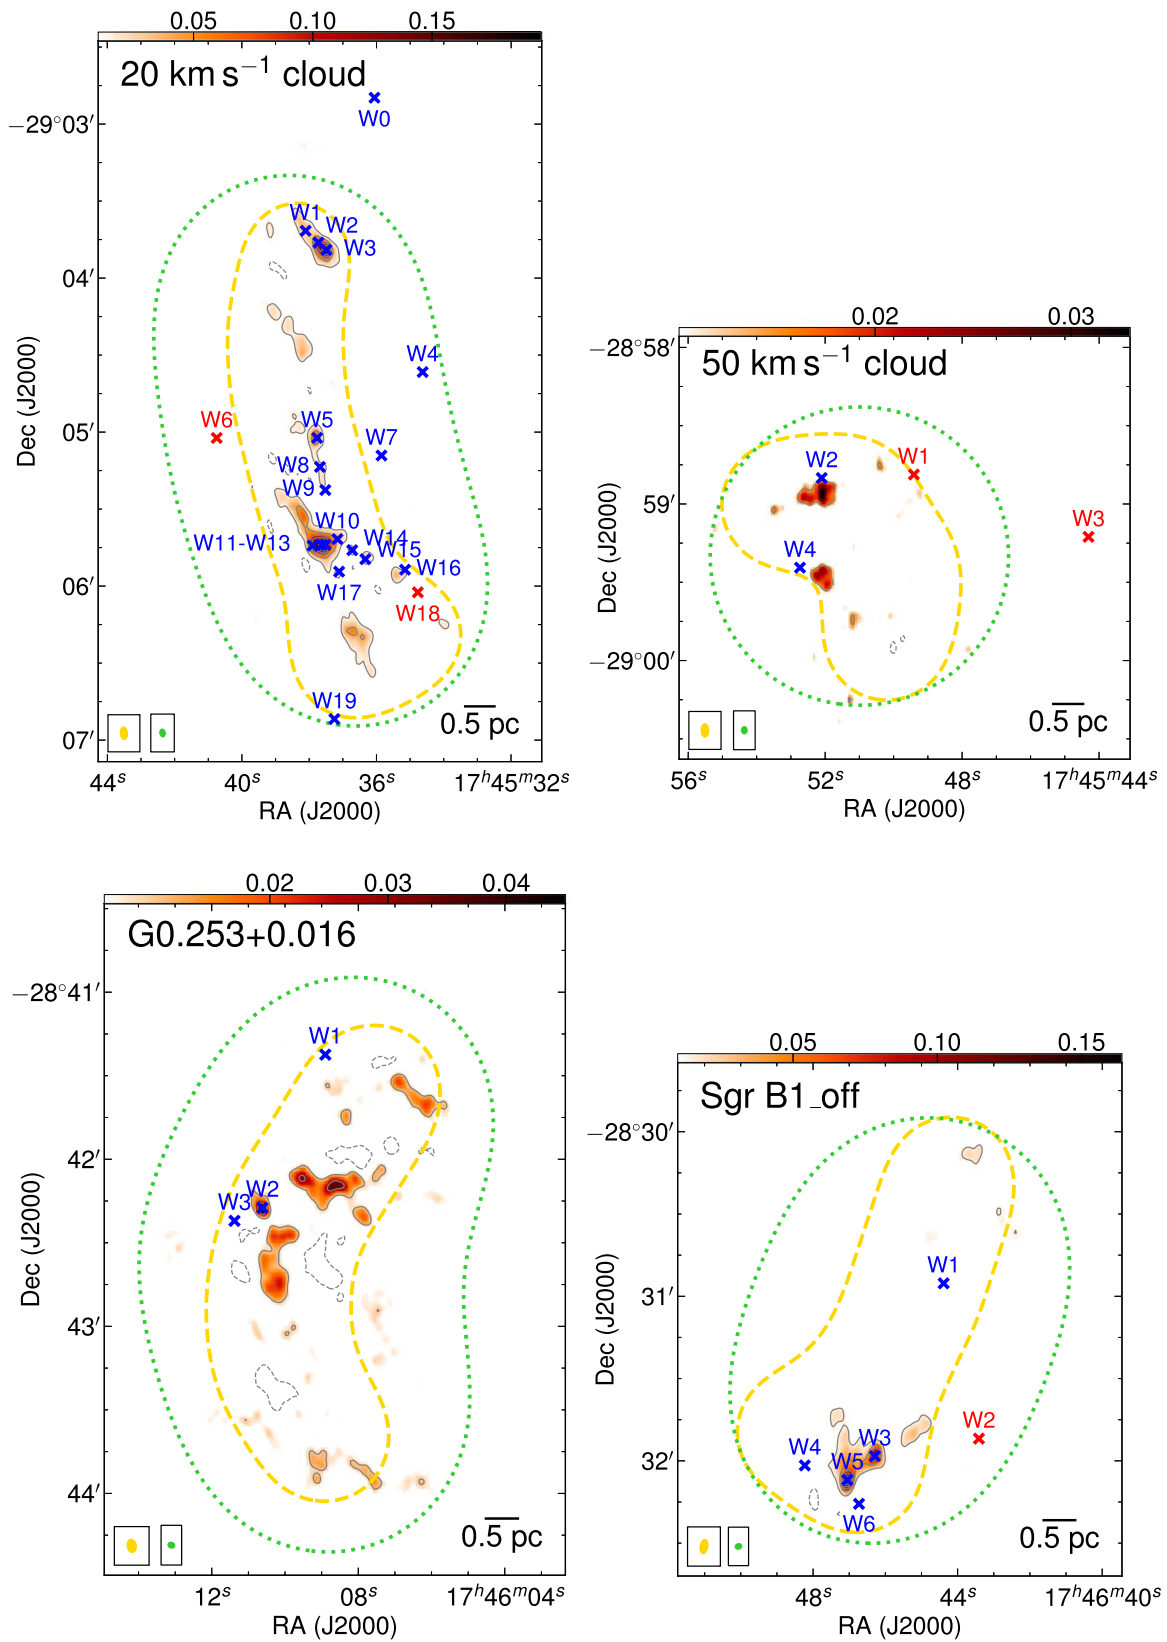 0.05 0.10 0.15
20 km s−1 cloud
W0
−29°03′
W1
W2
W3
04′
W4
W6
W5
05′
W7
W8
W9
W10
W14
W11-W13
W15
W16
06′
W17
W18
W19
0.5 pc
07′
44s 40s 36s 17h45m32s
RA (J2000)
Dec (J2000)
0.02 0.03
−28°58′
50 km s−1 cloud
W2
W1
59′
W3
W4
−29°00′
0.5 pc
56s 52s 48s 17h45m44s
RA (J2000)
Dec (J2000)
0.02 0.03 0.04
G0.253+0.016
−28°41′
W1
42′
W2
W3
43′
44′
0.5 pc
12s 08s 17h46m04s
RA (J2000)
Dec (J2000)
0.05 0.10 0.15
Sgr B1_off
−28°30′
W1
31′
W2
W3
W4
W5
32′
W6
0.5 pc
48s 44s 17h46m40s
RA (J2000)
Dec (J2000)